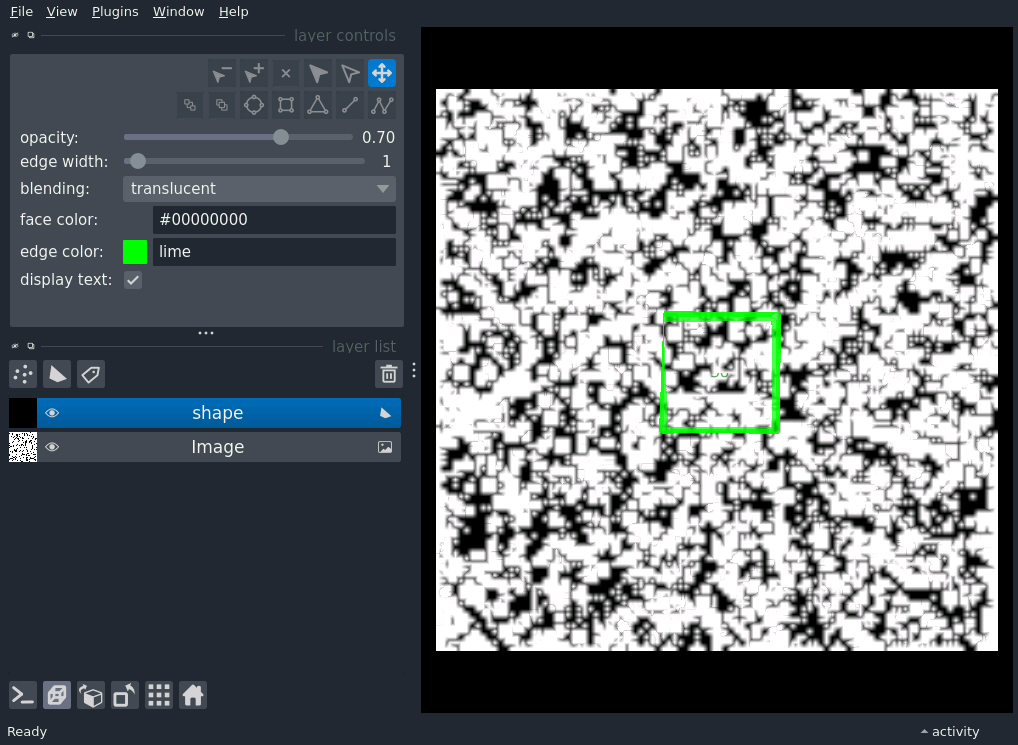 File View Plugins Window Help
layer controls
opacity: 0.70
edge width: 1
blending: translucent
face color: #00000000
edge color: lime
display text:
layer list
shape
Image
Ready
activity